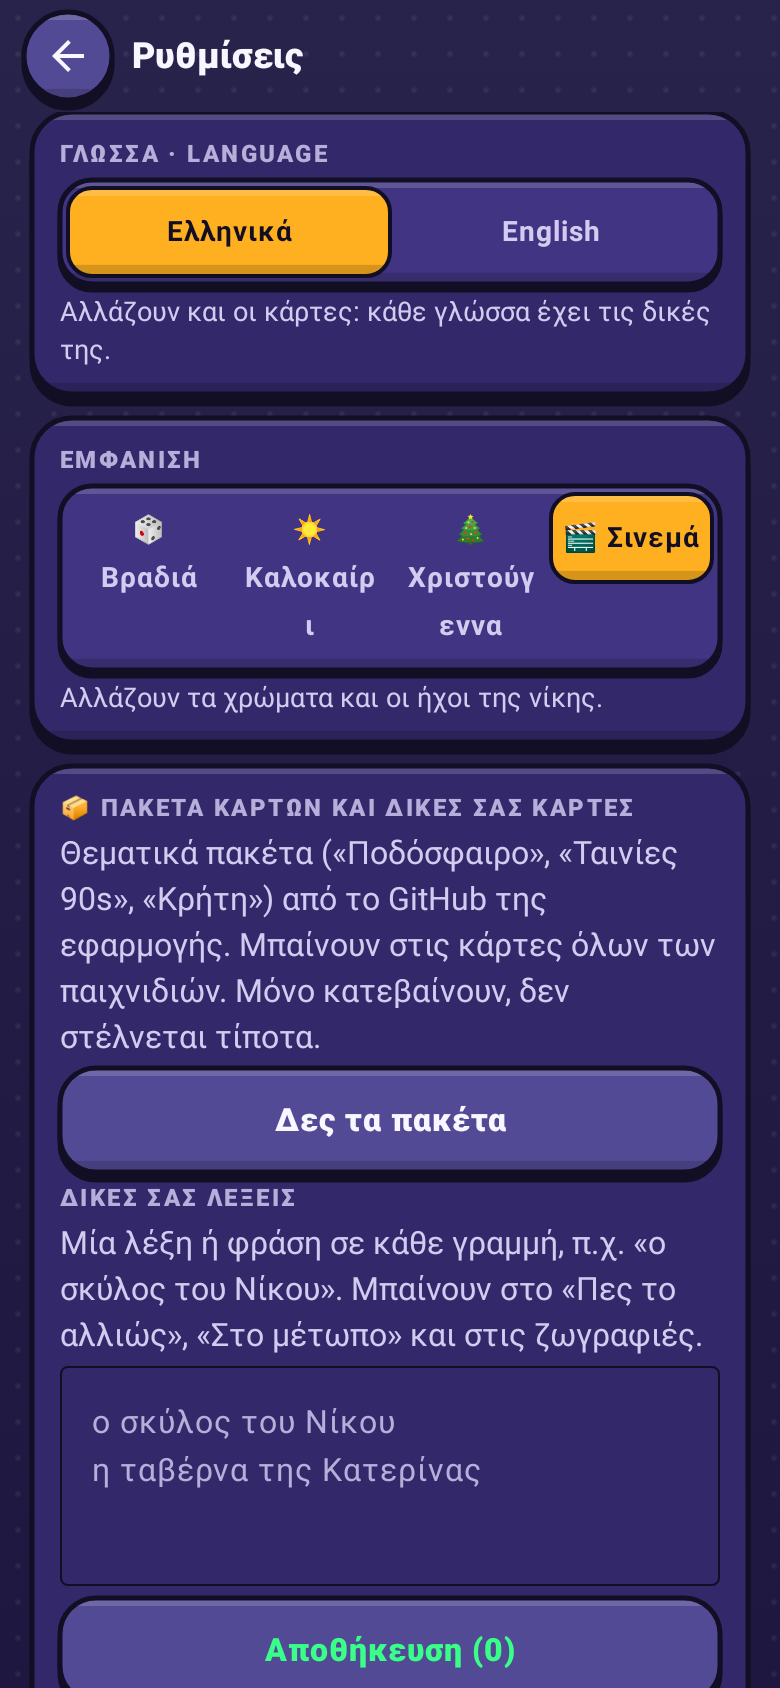 Ρυθμίσεις
ΓΛΩΣΣΑ · LANGUAGE
Ελληνικά English
Αλλάζουν και οι κάρτες: κάθε γλώσσα έχει τις δικές
της.
ΕΜΦΑΝΙΣΗ
🎲 ☀️ 🎄 🎬 Σινεμά
Βραδιά Καλοκαίρ Χριστούγ
ι εννα
Αλλάζουν τα χρώματα και οι ήχοι της νίκης.
📦 ΠΑΚΕΤΑ ΚΑΡΤΩΝ ΚΑΙ ΔΙΚΕΣ ΣΑΣ ΚΑΡΤΕΣ
Θεματικά πακέτα («Ποδόσφαιρο», «Ταινίες
90s», «Κρήτη») από το GitHub της
εφαρμογής. Μπαίνουν στις κάρτες όλων των
παιχνιδιών. Μόνο κατεβαίνουν, δεν
στέλνεται τίποτα.
Δες τα πακέτα
ΔΙΚΕΣ ΣΑΣ ΛΕΞΕΙΣ
Μία λέξη ή φράση σε κάθε γραμμή, π.χ. «ο
σκύλος του Νίκου». Μπαίνουν στο «Πες το
αλλιώς», «Στο μέτωπο» και στις ζωγραφιές.
ο σκύλος του Νίκου
η ταβέρνα της Κατερίνας
Αποθήκευση (0)